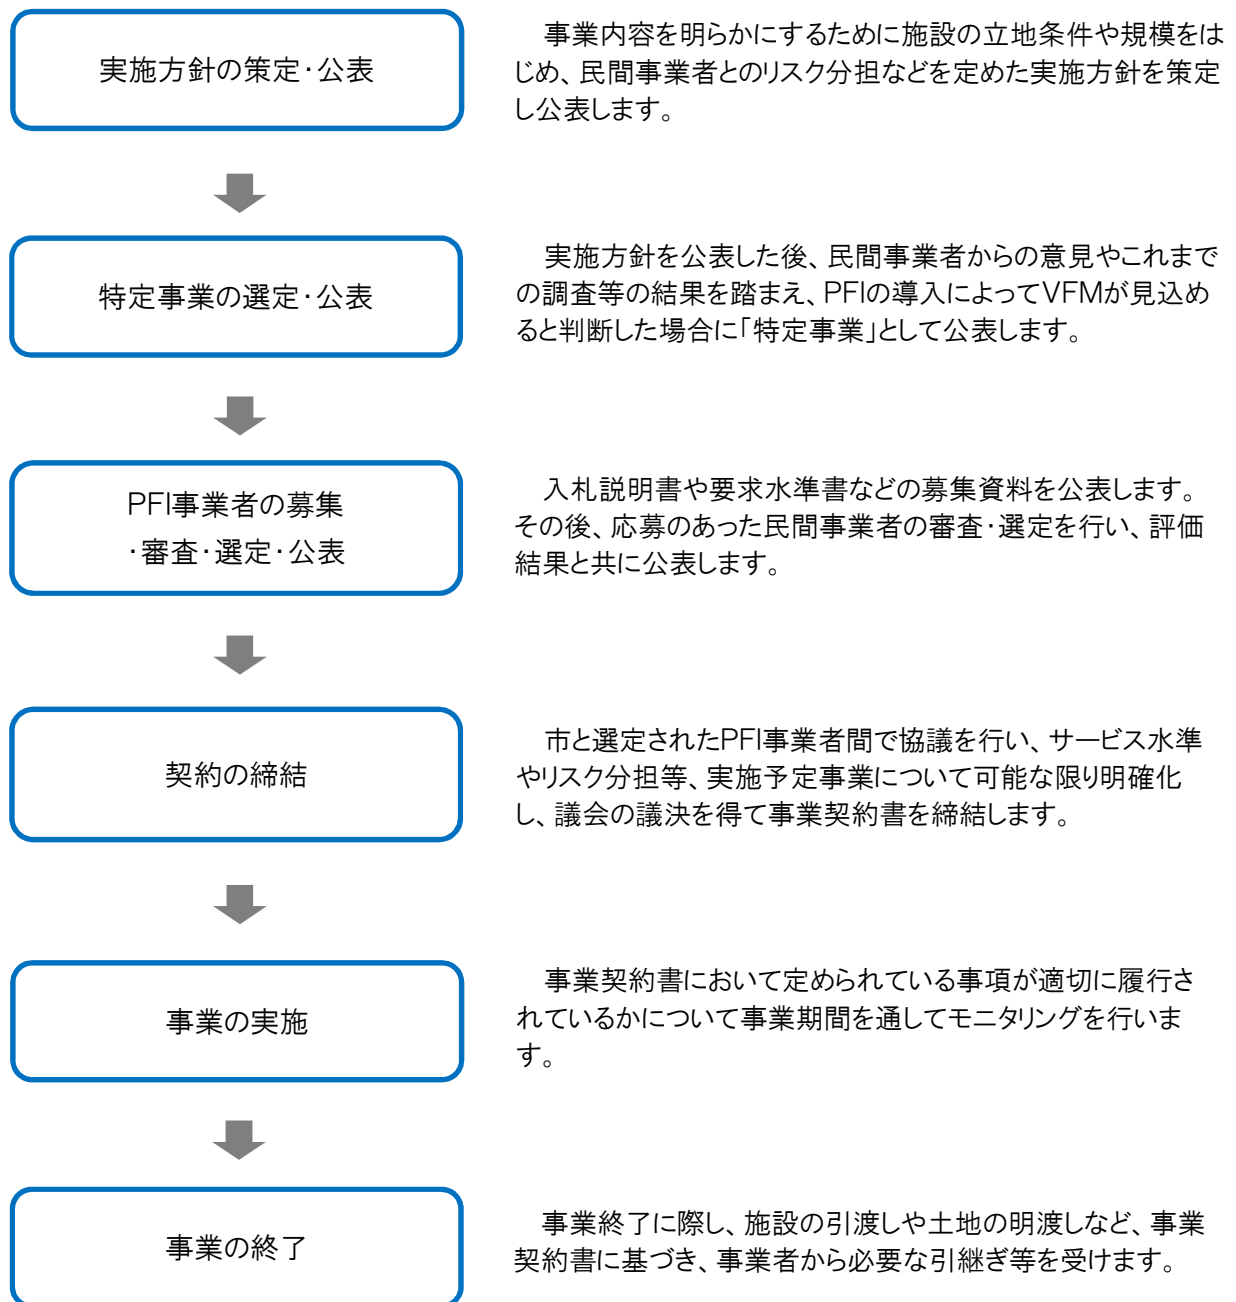 実施方針の策定・公表
　事業内容を明らかにするために施設の立地条件や規模をは
じめ、民間事業者とのリスク分担などを定めた実施方針を策定
し公表します。
特定事業の選定・公表
　実施方針を公表した後、民間事業者からの意見やこれまで
の調査等の結果を踏まえ、PFIの導入によってVFMが見込め
ると判断した場合に「特定事業」として公表します。
PFI事業者の募集
・審査・選定・公表
　入札説明書や要求水準書などの募集資料を公表します。
その後、応募のあった民間事業者の審査・選定を行い、評価
結果と共に公表します。
契約の締結
　市と選定されたPFI事業者間で協議を行い、サービス水準
やリスク分担等、実施予定事業について可能な限り明確化
し、議会の議決を得て事業契約書を締結します。
事業の実施
　事業契約書において定められている事項が適切に履行さ
れているかについて事業期間を通してモニタリングを行いま
す。
事業の終了
　事業終了に際し、施設の引渡しや土地の明渡しなど、事業
契約書に基づき、事業者から必要な引継ぎ等を受けます。